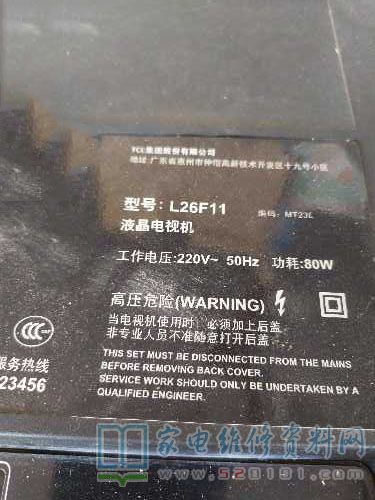 TCL集团股份有限公司
地址:广东省惠州市仲恺高新技术开发区十九号小区
型号: L26F11 编码: MT23L
液晶电视机
工作电压:220V~ 50Hz 功耗:80W
高压危险(WARNING)
当电视机使用时,必须加上后盖
非专业人员不准随意打开后盖
THIS SET MUST BE DISCONNECTED FROM THE MAINS
BEFORE REMOVING BACK COVER.
SERVICE WORK SHOULD ONLY BE UNDERTAKEN BY A
QUALIFIED ENGINEER.
CCC
服务热线
23456
家电维修资料网
www.520101.com